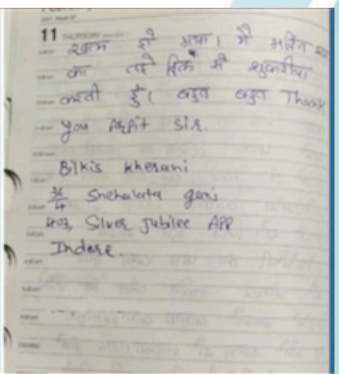 11 THURSDAY
खत्म हो गया। मैं अर्पित सर
का तहे दिल से शुक्रीया
करती हुँ। बहुत बहुत Thank
you Arpit Sir.
Bilkis Kherani
Snehalata ganj
Silver Jubilee APP
Indore